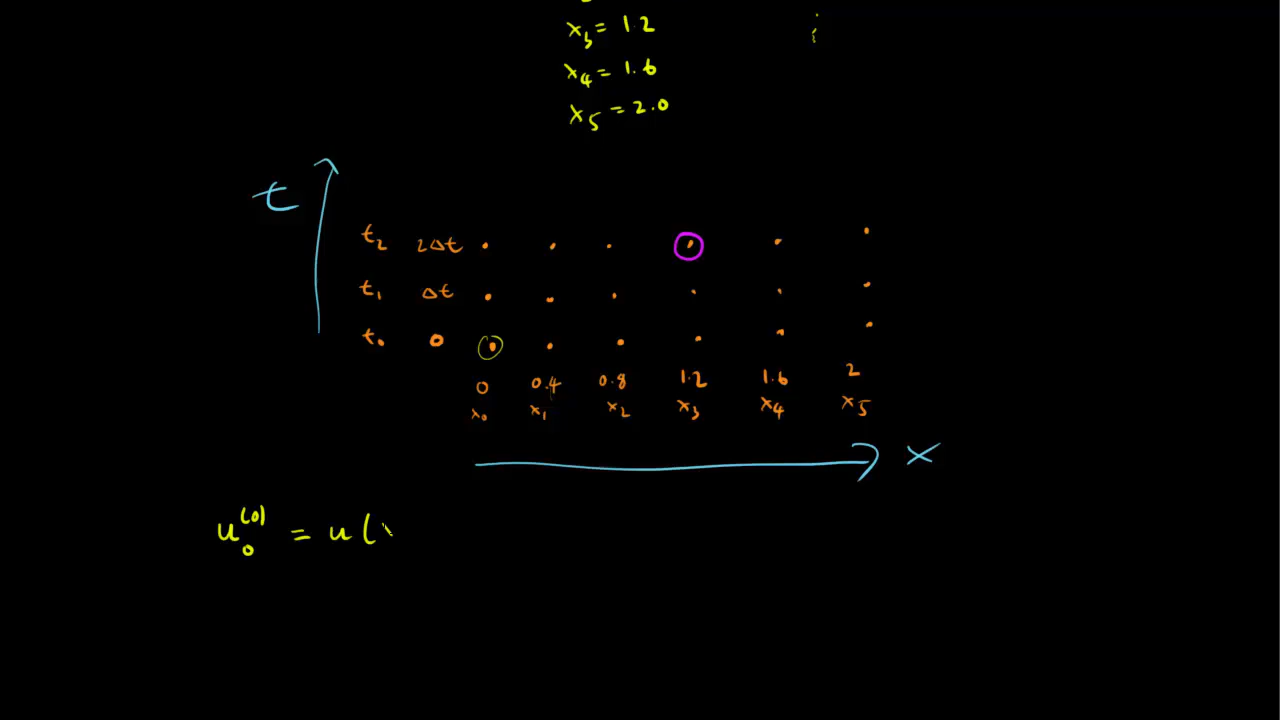 x₃ = 1.2
x₄ = 1.6
x₅ = 2.0
t
t₂ 2Δt
t₁ Δt
t₀ 0
0 0.4 0.8 1.2 1.6 2
x₀ x₁ x₂ x₃ x₄ x₅
x
u₀⁽⁰⁾ = u (